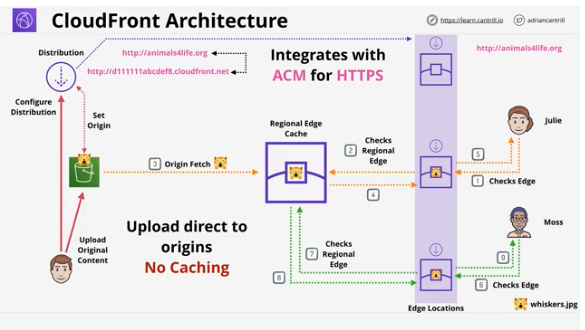 CloudFront Architecture
https://learn.cantrill.io
adriancantrill
Distribution
http://animals4life.org
http://d111111abcdef8.cloudfront.net
Integrates with
ACM for HTTPS
http://animals4life.org
Configure
Distribution
Set
Origin
Regional Edge
Cache
Julie
2
Checks
Regional
Edge
5
3
Origin Fetch
1
Checks Edge
4
Moss
Upload direct to
origins
No Caching
Upload
Original
Content
7
Checks
Regional
Edge
8
9
6
Checks Edge
Edge Locations
whiskers.jpg